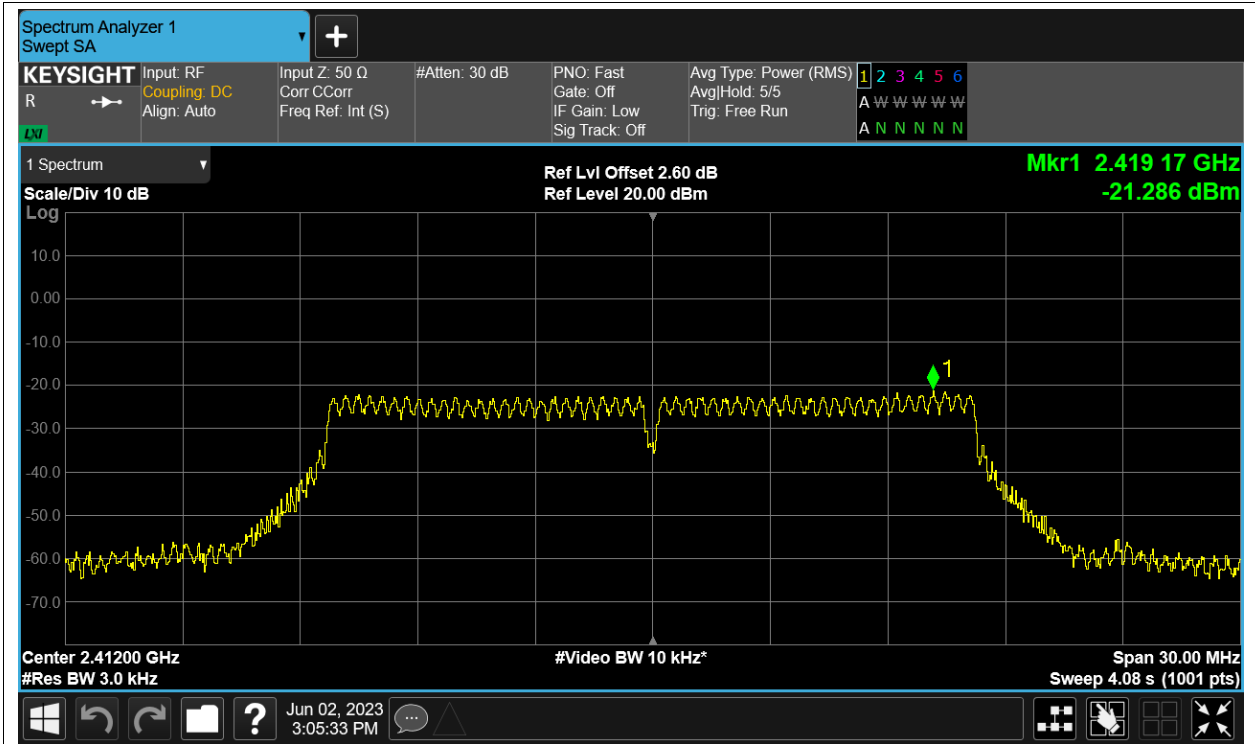 Spectrum Analyzer 1
Swept SA
+
KEYSIGHT
R
LXI
Input: RF
Coupling: DC
Align: Auto
Input Z: 50 Ω
Corr CCorr
Freq Ref: Int (S)
#Atten: 30 dB
PNO: Fast
Gate: Off
IF Gain: Low
Sig Track: Off
Avg Type: Power (RMS)
Avg|Hold: 5/5
Trig: Free Run
1 2 3 4 5 6
A W W W W W
A N N N N N
1 Spectrum
Scale/Div 10 dB
Log
Ref Lvl Offset 2.60 dB
Ref Level 20.00 dBm
Mkr1 2.419 17 GHz
-21.286 dBm
10.0
0.00
-10.0
-20.0
-30.0
-40.0
-50.0
-60.0
-70.0
1
Center 2.41200 GHz
#Res BW 3.0 kHz
#Video BW 10 kHz*
Span 30.00 MHz
Sweep 4.08 s (1001 pts)
?
Jun 02, 2023
3:05:33 PM